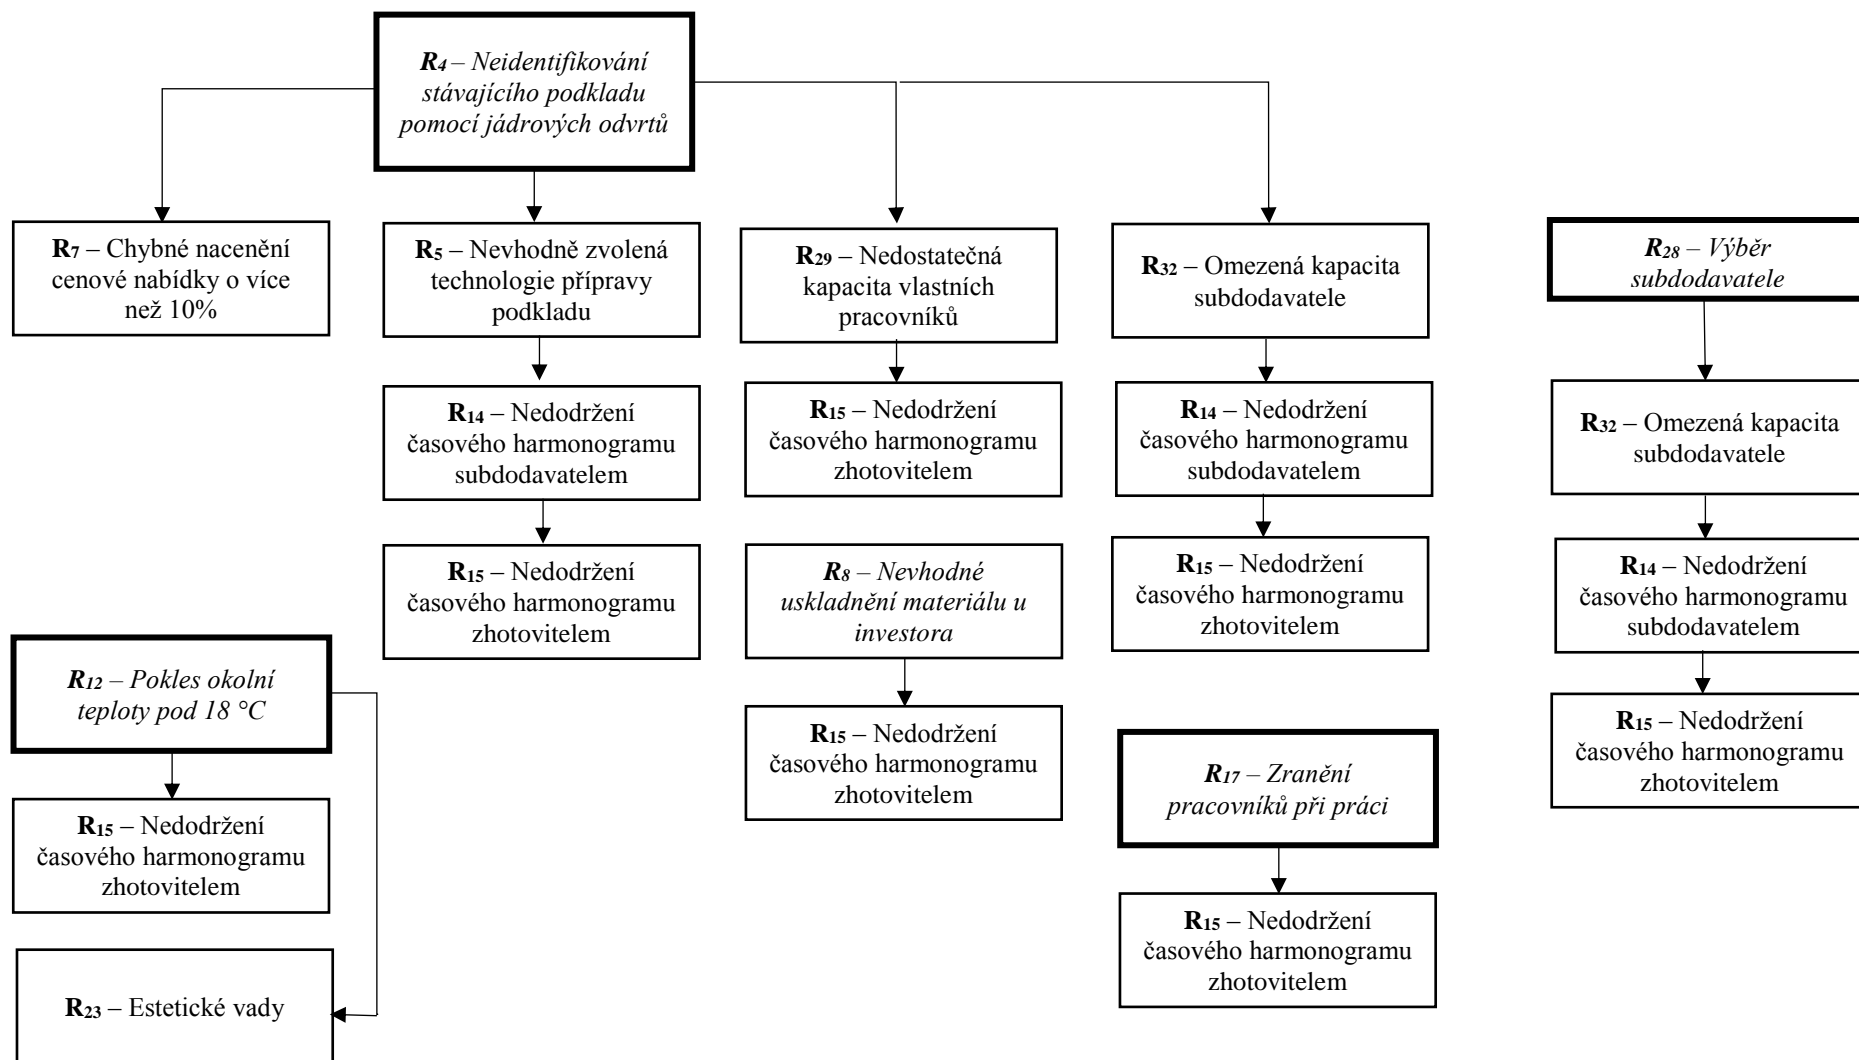 R4 – Neidentifikování
stávajícího podkladu
pomocí jádrových odvrtů
R7 – Chybné nacenění
cenové nabídky o více
než 10%
R5 – Nevhodně zvolená
technologie přípravy
podkladu
R29 – Nedostatečná
kapacita vlastních
pracovníků
R32 – Omezená kapacita
subdodavatele
R28 – Výběr
subdodavatele
R14 – Nedodržení
časového harmonogramu
subdodavatelem
R15 – Nedodržení
časového harmonogramu
zhotovitelem
R14 – Nedodržení
časového harmonogramu
subdodavatelem
R32 – Omezená kapacita
subdodavatele
R15 – Nedodržení
časového harmonogramu
zhotovitelem
R8 – Nevhodné
uskladnění materiálu u
investora
R15 – Nedodržení
časového harmonogramu
zhotovitelem
R14 – Nedodržení
časového harmonogramu
subdodavatelem
R12 – Pokles okolní
teploty pod 18 °C
R15 – Nedodržení
časového harmonogramu
zhotovitelem
R17 – Zranění
pracovníků při práci
R15 – Nedodržení
časového harmonogramu
zhotovitelem
R15 – Nedodržení
časového harmonogramu
zhotovitelem
R15 – Nedodržení
časového harmonogramu
zhotovitelem
R23 – Estetické vady